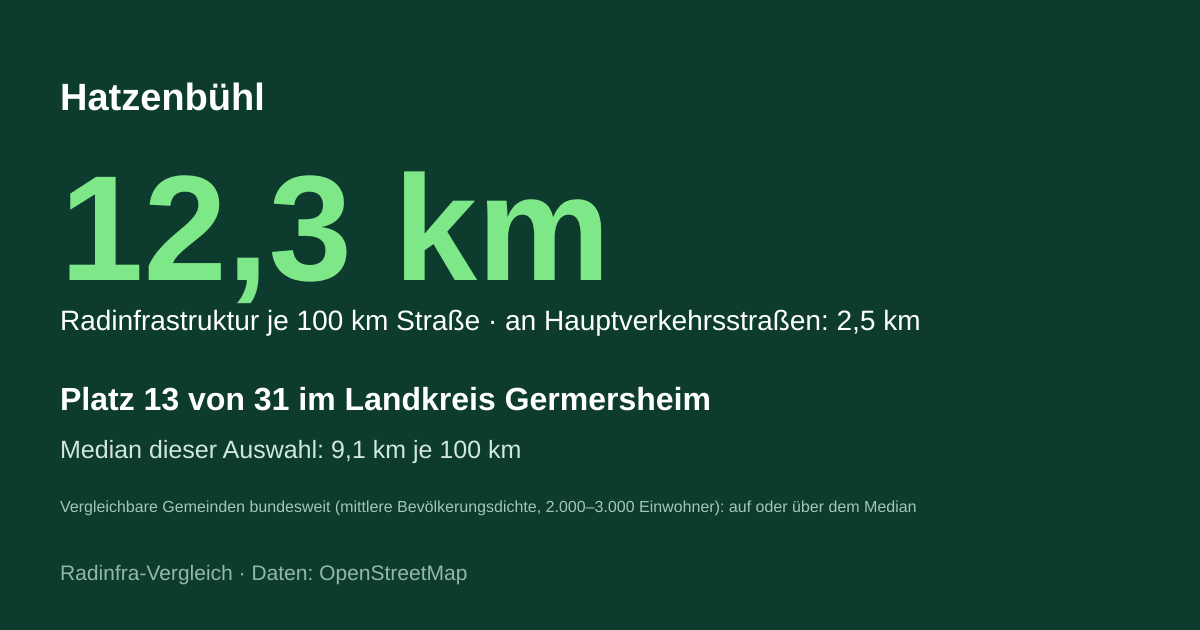 Hatzenbühl
12,3 km
Radinfrastruktur je 100 km Straße · an Hauptverkehrsstraßen: 2,5 km
Platz 13 von 31 im Landkreis Germersheim
Median dieser Auswahl: 9,1 km je 100 km
Vergleichbare Gemeinden bundesweit (mittlere Bevölkerungsdichte, 2.000–3.000 Einwohner): auf oder über dem Median
Radinfra-Vergleich · Daten: OpenStreetMap